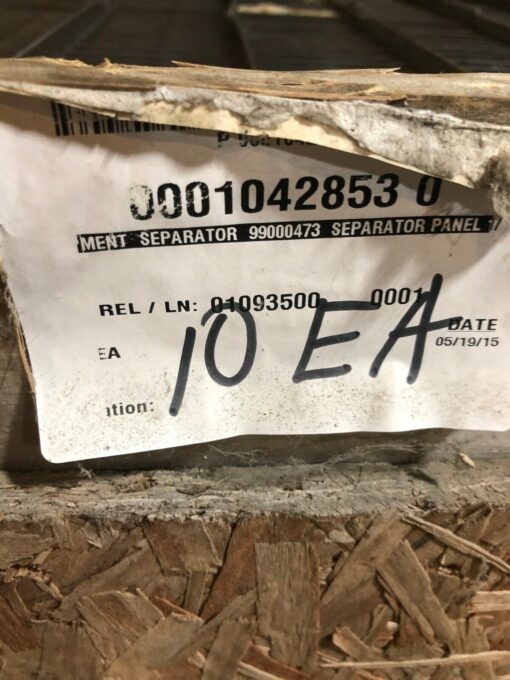 0001042853 0
MENT SEPARATOR 99000473 SEPARATOR PANEL 1/
REL / LN: 01093500 0001
DATE
EA 05/19/15
10 EA
ation: